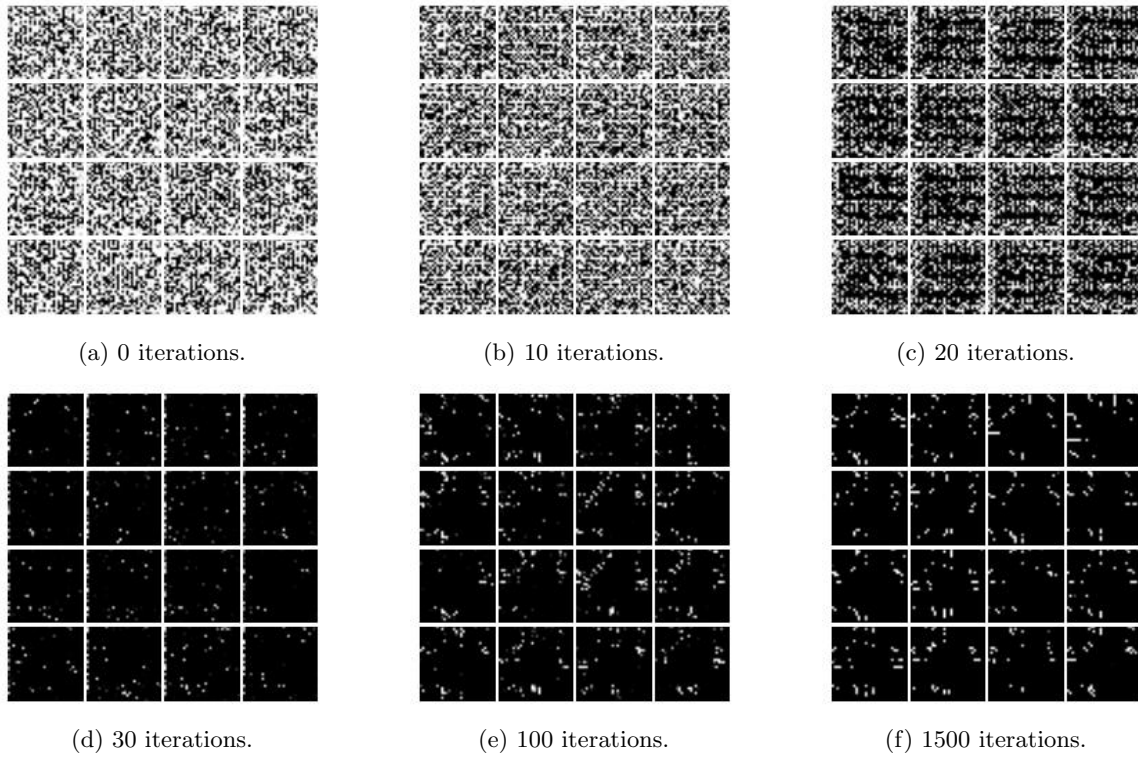 (a) 0 iterations.
(b) 10 iterations.
(c) 20 iterations.
(d) 30 iterations.
(e) 100 iterations.
(f) 1500 iterations.